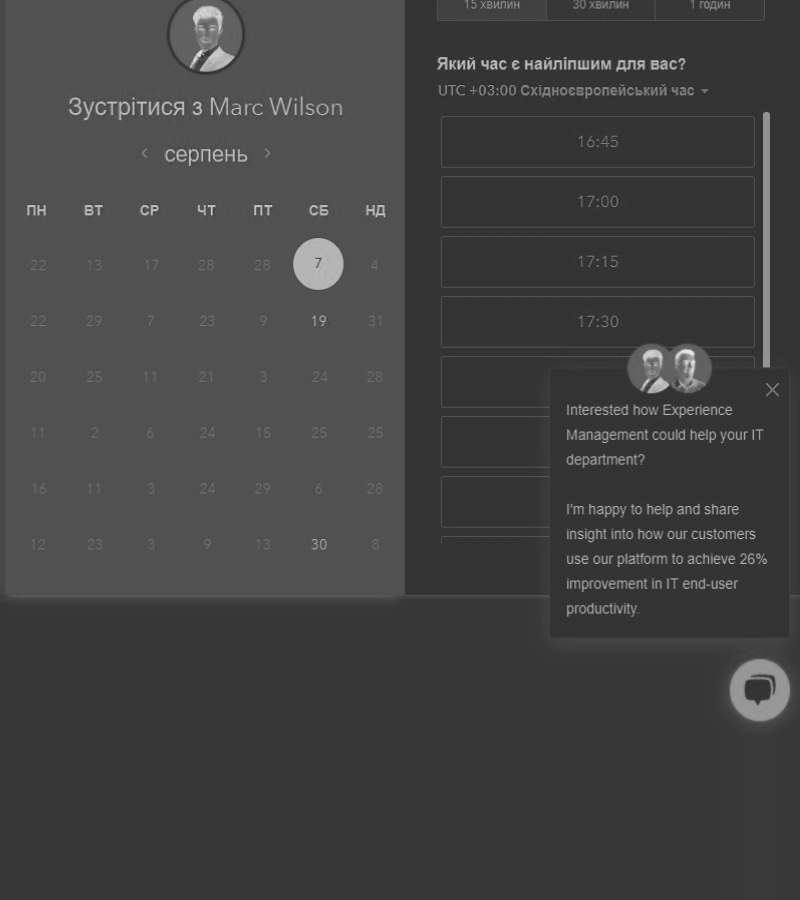 Зустрітися з Marc Wilson
серпень
ПН ВТ СР ЧТ ПТ СБ НД
22 13 17 28 28 7 4
22 29 7 23 9 19 31
20 25 11 21 3 24 28
11 2 6 24 15 25 25
16 11 3 24 29 6 28
12 23 3 9 13 30 8
15 хвилин 30 хвилин 1 годин
Який час є найліпшим для вас?
UTC +03:00 Східноєвропейський час
16:45
17:00
17:15
17:30
Interested how Experience
Management could help your IT
department?
I'm happy to help and share
insight into how our customers
use our platform to achieve 26%
improvement in IT end-user
productivity.